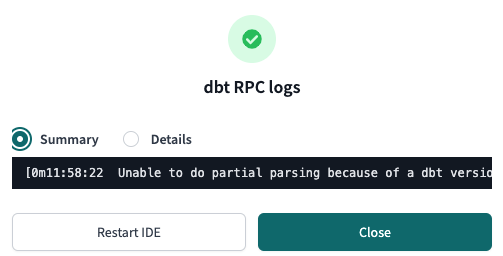 dbt RPC logs
Summary
Details
[0m11:58:22 Unable to do partial parsing because of a dbt versio
Restart IDE
Close